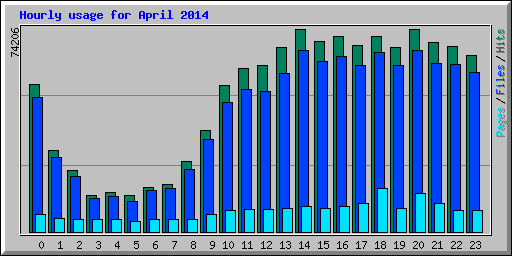 Hourly usage for April 2014
74206
Pages / Files / Hits
0 1 2 3 4 5 6 7 8 9 10 11 12 13 14 15 16 17 18 19 20 21 22 23